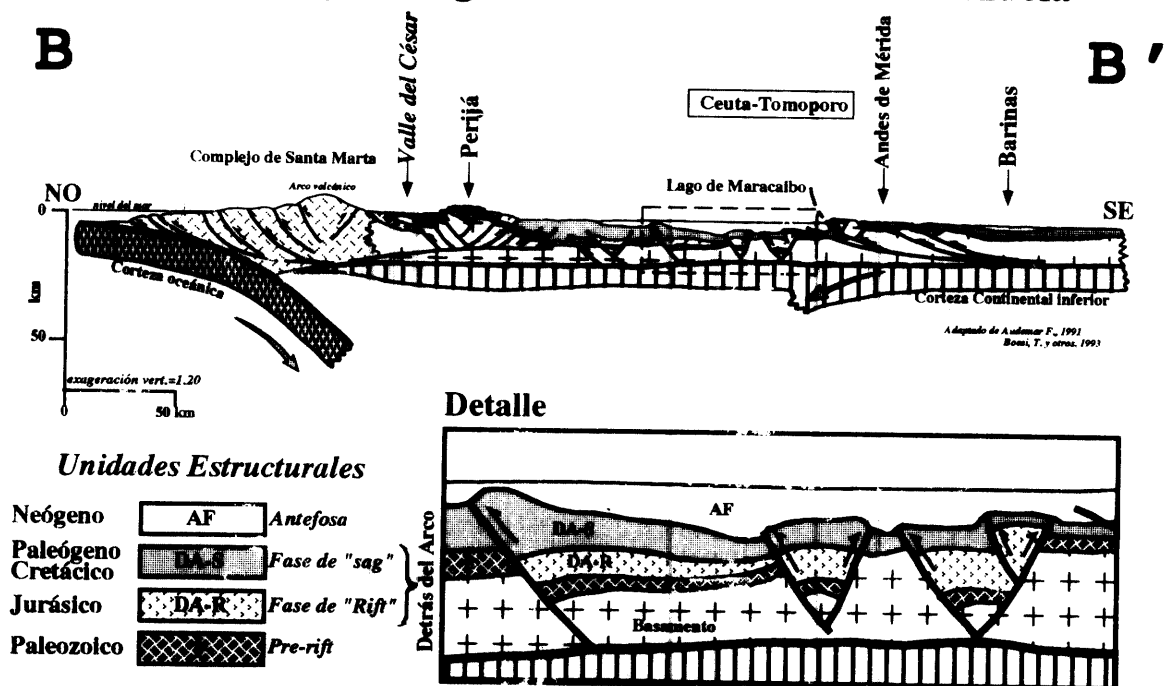 B
B'
Valle del César
Perijá
Ceuta-Tomoporo
Andes de Mérida
Barinas
Complejo de Santa Marta
Arco volcánico
Lago de Maracaibo
NO
SE
nivel del mar
0
50
km
Corteza oceánica
Corteza Continental inferior
Adaptado de Audemar F., 1991
Bossi, T. y otros. 1993
exageración vert.=1.20
0
50 km
Detalle
Unidades Estructurales
Neógeno
AF
Antefosa
Paleógeno
Cretácico
DA-S
Fase de "sag"
Jurásico
DA-R
Fase de "Rift"
Paleozoico
Pre-rift
Detrás del Arco
AF
DA-S
DA-R
Basamento